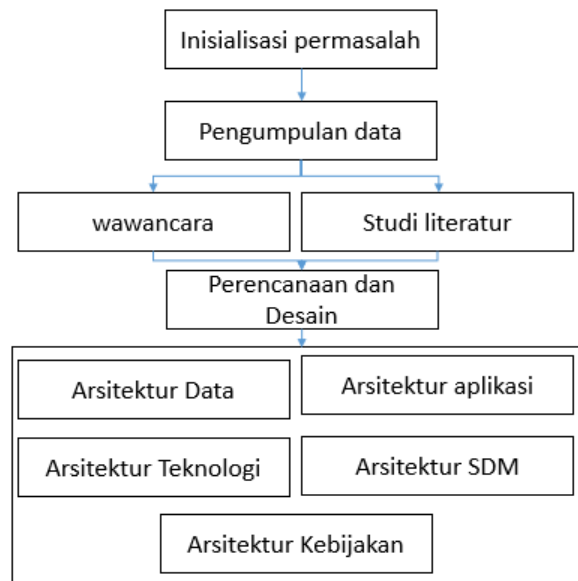 Inisialisasi permasalah
Pengumpulan data
wawancara
Studi literatur
Perencanaan dan
Desain
Arsitektur Data
Arsitektur aplikasi
Arsitektur Teknologi
Arsitektur SDM
Arsitektur Kebijakan